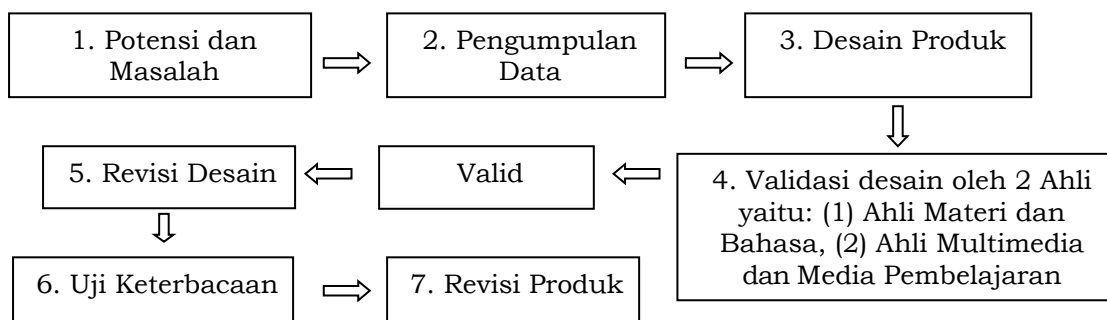 1. Potensi dan
Masalah
2. Pengumpulan
Data
3. Desain Produk
4. Validasi desain oleh 2 Ahli
yaitu: (1) Ahli Materi dan
Bahasa, (2) Ahli Multimedia
dan Media Pembelajaran
Valid
5. Revisi Desain
6. Uji Keterbacaan
7. Revisi Produk